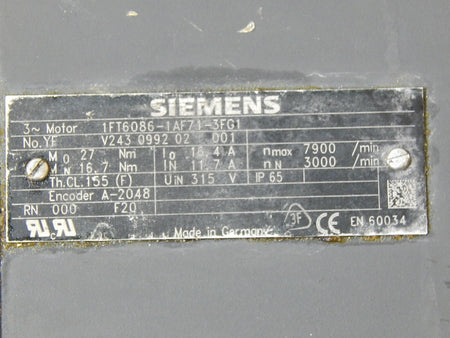 SIEMENS
3~ Motor 1FT6086-1AF71-3FG1
No. YF V243 0992 02 001
M0 27 Nm I0 A nmax 7900 /min
MN 16.7 Nm IN 11.7 A nN 3000 /min
Th.CL.155 (F) UiN 315 V IP 65
Encoder A-2048
RN 000 F20
3F CE EN 60034
Made in Germany